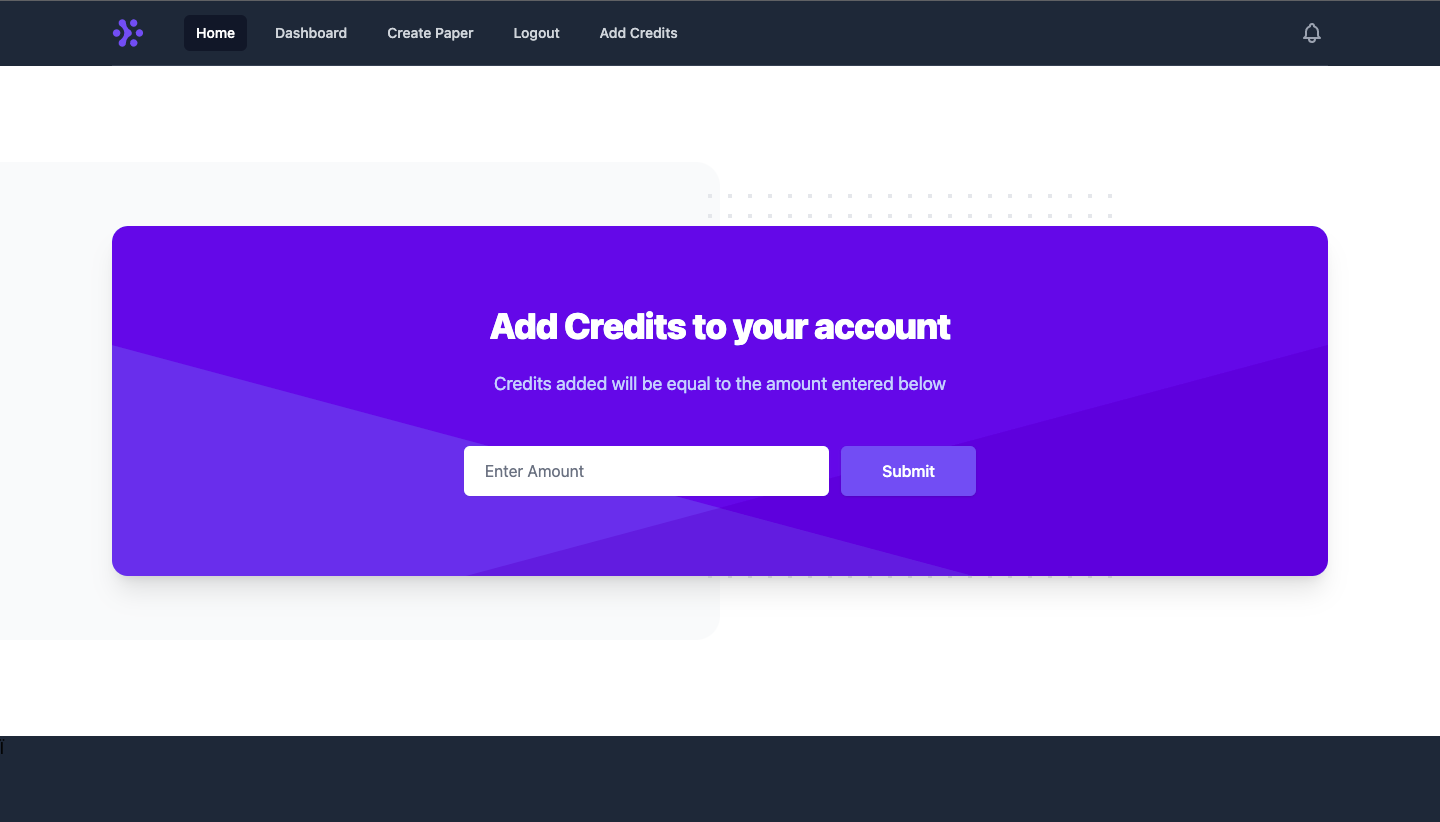 Home Dashboard Create Paper Logout Add Credits
Add Credits to your account
Credits added will be equal to the amount entered below
Enter Amount Submit